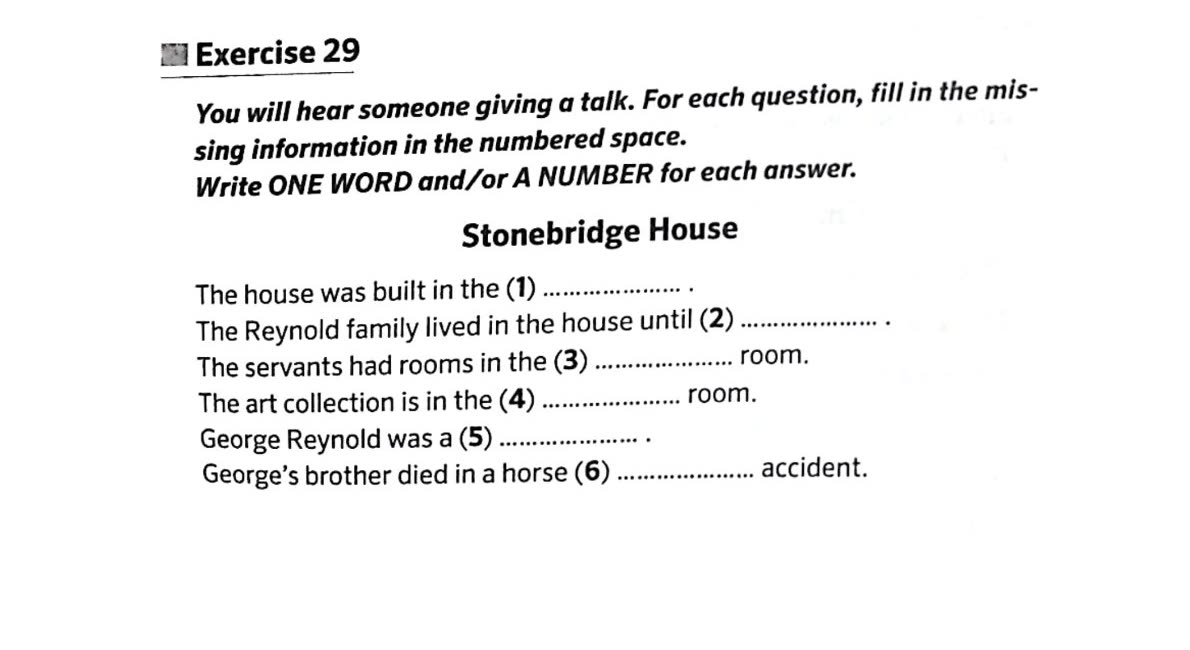 Exercise 29
You will hear someone giving a talk. For each question, fill in the mis-
sing information in the numbered space.
Write ONE WORD and/or A NUMBER for each answer.
Stonebridge House
The house was built in the (1) ..................... .
The Reynold family lived in the house until (2) ..................... .
The servants had rooms in the (3) ..................... room.
The art collection is in the (4) ..................... room.
George Reynold was a (5) ..................... .
George's brother died in a horse (6) ..................... accident.